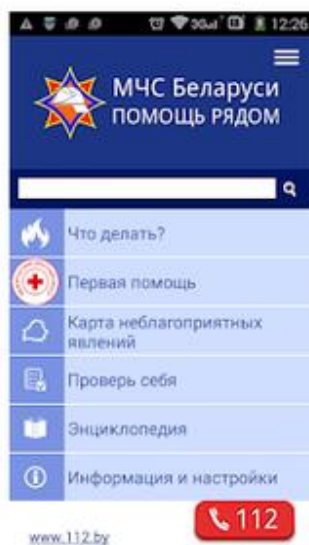 3G 12:26
МЧС Беларуси
ПОМОЩЬ РЯДОМ
Что делать?
Первая помощь
Карта неблагоприятных
явлений
Проверь себя
Энциклопедия
Информация и настройки
112
www.112.by